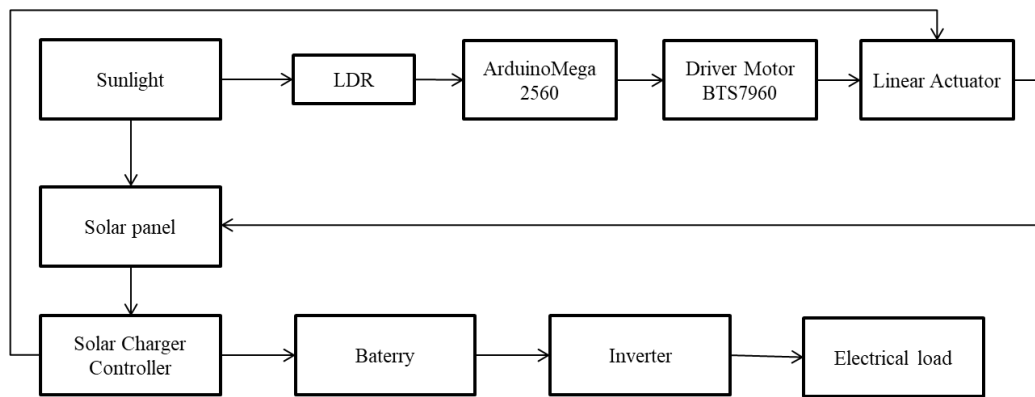 Sunlight
LDR
ArduinoMega
2560
Driver Motor
BTS7960
Linear Actuator
Solar panel
Solar Charger
Controller
Baterry
Inverter
Electrical load